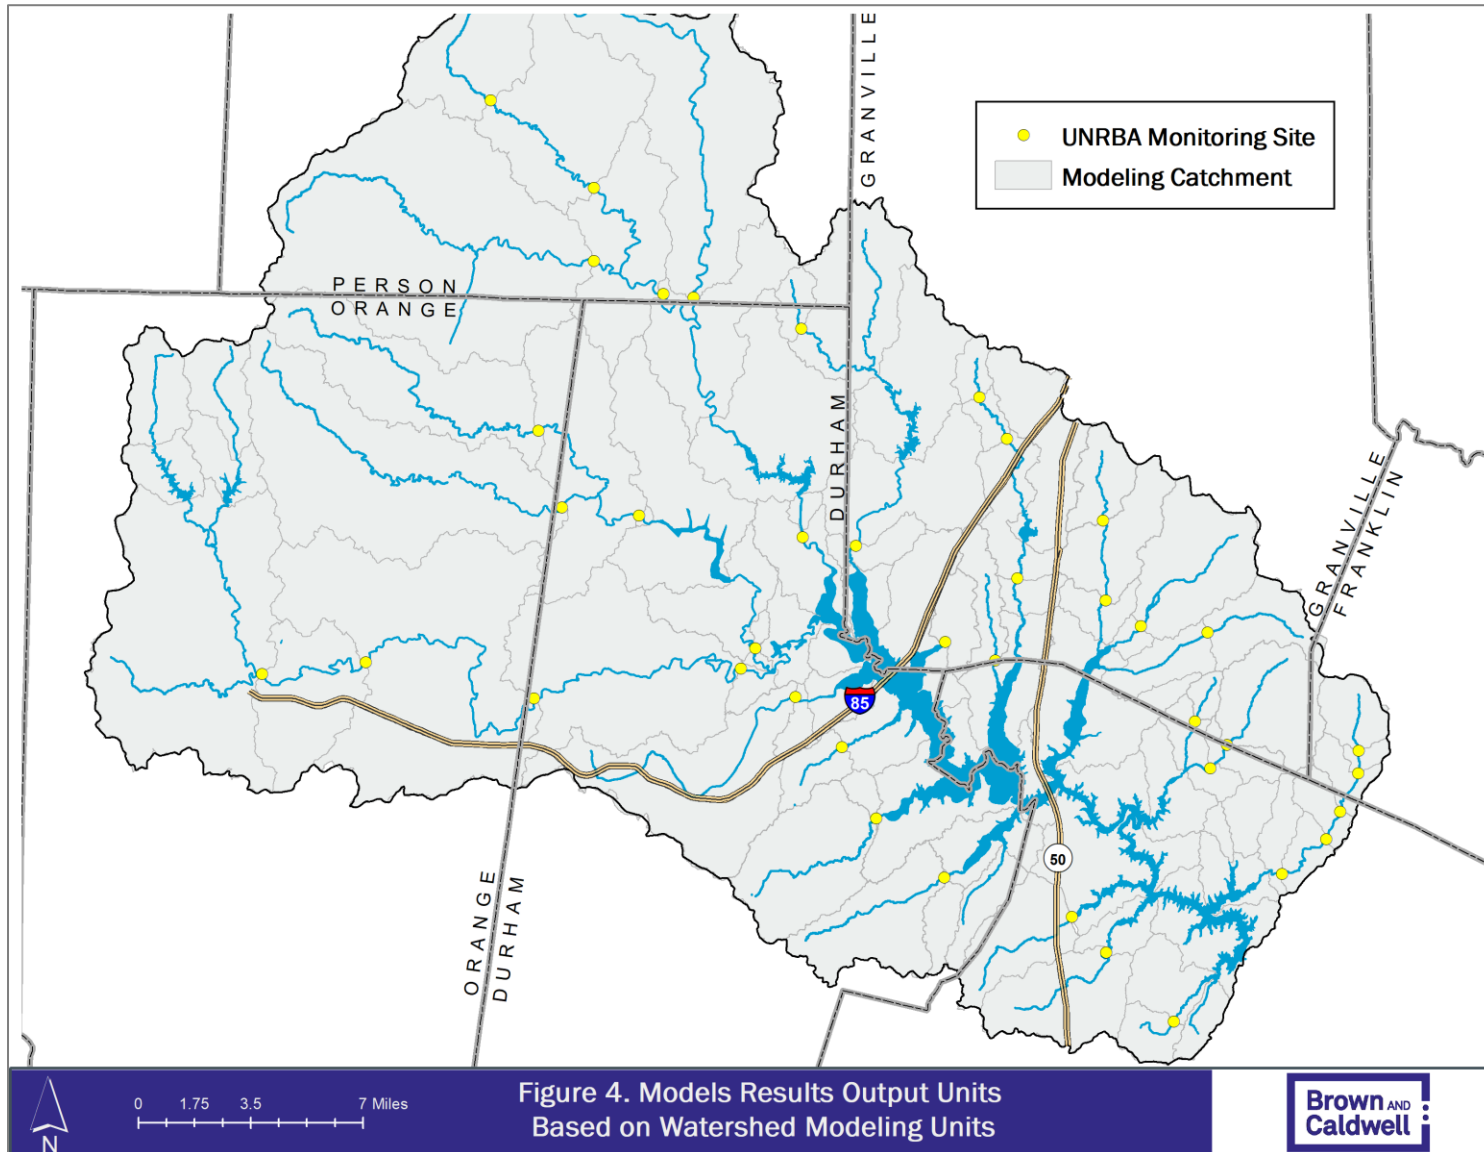 GRANVILLE
UNRBA Monitoring Site
Modeling Catchment
PERSON
ORANGE
DURHAM
GRANVILLE
FRANKLIN
85
50
ORANGE
DURHAM
N
0 1.75 3.5 7 Miles
Figure 4. Models Results Output Units
Based on Watershed Modeling Units
Brown AND
Caldwell